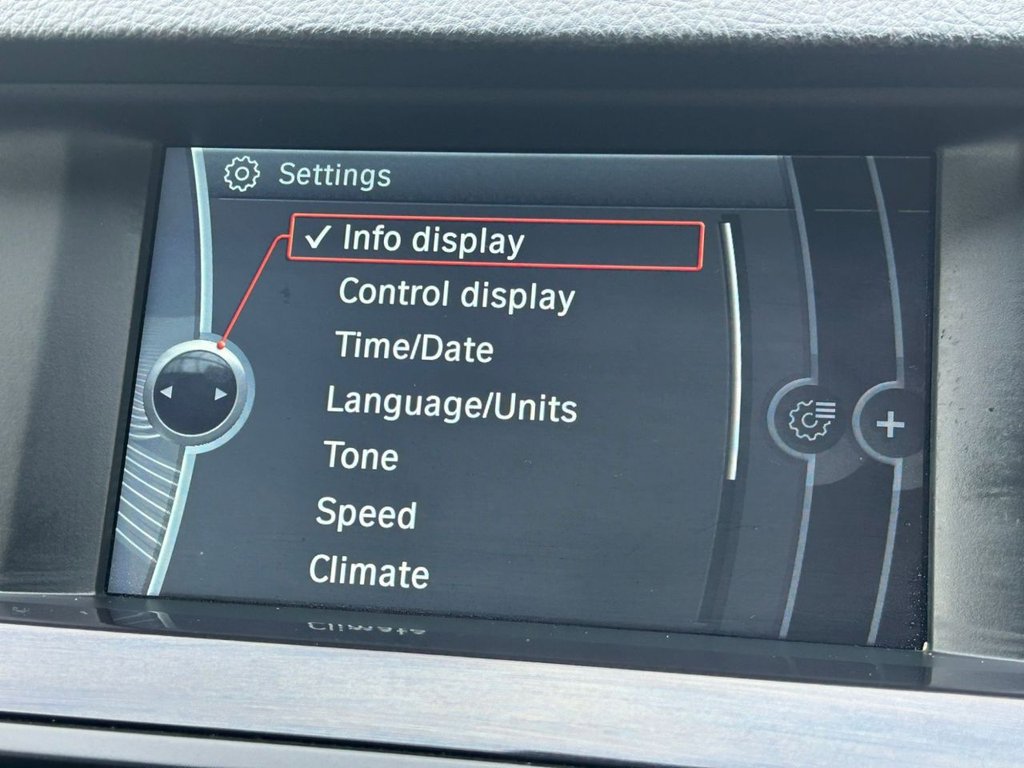 Settings
✓ Info display
Control display
Time/Date
Language/Units
Tone
Speed
Climate